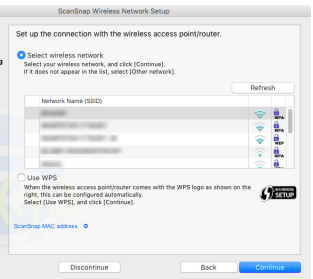 ScanSnap Wireless Network Setup
Set up the connection with the wireless access point/router.
Select wireless network
Select your wireless network, and click [Continue].
If it does not appear in the list, select [Other network].
Refresh
Network Name (SSID)
WPA
WPA
WEP
WPA
Use WPS
When the wireless access point/router comes with the WPS logo as shown on the
right, this can be configured automatically.
Select [Use WPS], and click [Continue].
WI-FI PROTECTED
SETUP
ScanSnap MAC address
Discontinue
Back
Continue